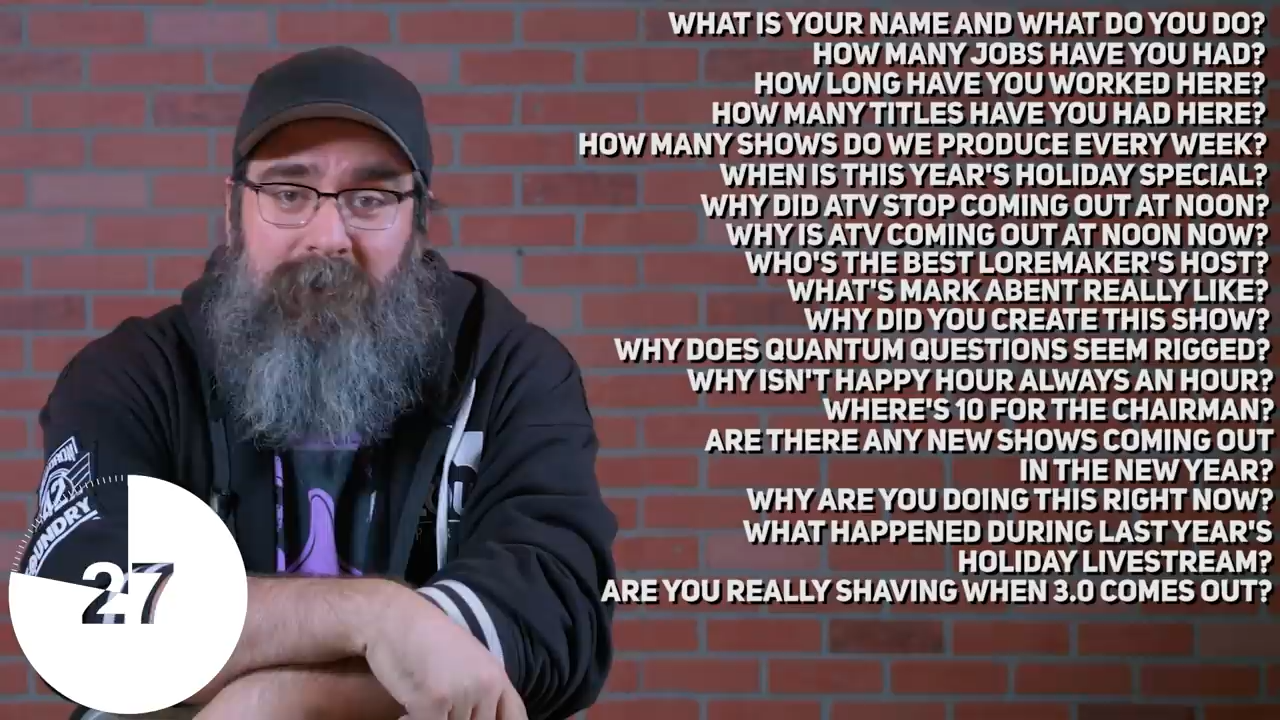 WHAT IS YOUR NAME AND WHAT DO YOU DO?
HOW MANY JOBS HAVE YOU HAD?
HOW LONG HAVE YOU WORKED HERE?
HOW MANY TITLES HAVE YOU HAD HERE?
HOW MANY SHOWS DO WE PRODUCE EVERY WEEK?
WHEN IS THIS YEAR'S HOLIDAY SPECIAL?
WHY DID ATV STOP COMING OUT AT NOON?
WHY IS ATV COMING OUT AT NOON NOW?
WHO'S THE BEST LOREMAKER'S HOST?
WHAT'S MARK ABENT REALLY LIKE?
WHY DID YOU CREATE THIS SHOW?
WHY DOES QUANTUM QUESTIONS SEEM RIGGED?
WHY ISN'T HAPPY HOUR ALWAYS AN HOUR?
WHERE'S 10 FOR THE CHAIRMAN?
ARE THERE ANY NEW SHOWS COMING OUT
IN THE NEW YEAR?
WHY ARE YOU DOING THIS RIGHT NOW?
WHAT HAPPENED DURING LAST YEAR'S
HOLIDAY LIVESTREAM?
ARE YOU REALLY SHAVING WHEN 3.0 COMES OUT?
42
27